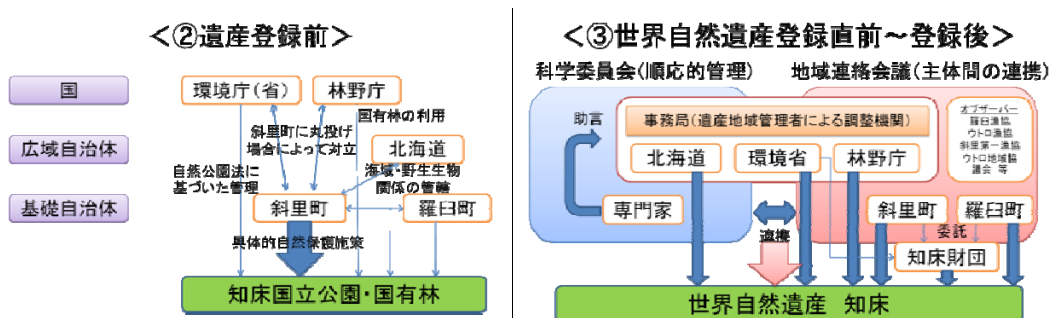 ＜②遺産登録前＞
国
環境庁（省）
林野庁
国有林の利用
斜里町に丸投げ
場合によって対立
広域自治体
北海道
自然公園法に
基づいた管理
海域・野生生物
関係の管轄
基礎自治体
斜里町
羅臼町
具体的自然保護施策
知床国立公園・国有林
＜③世界自然遺産登録直前～登録後＞
科学委員会（順応的管理）
地域連絡会議（主体間の連携）
助言
事務局（遺産地域管理者による調整機関）
オブザーバー
羅臼漁協
ウトロ漁協
斜里第一漁協
ウトロ地域協
議会 等
北海道
環境省
林野庁
専門家
斜里町
羅臼町
連携
委託
知床財団
世界自然遺産 知床